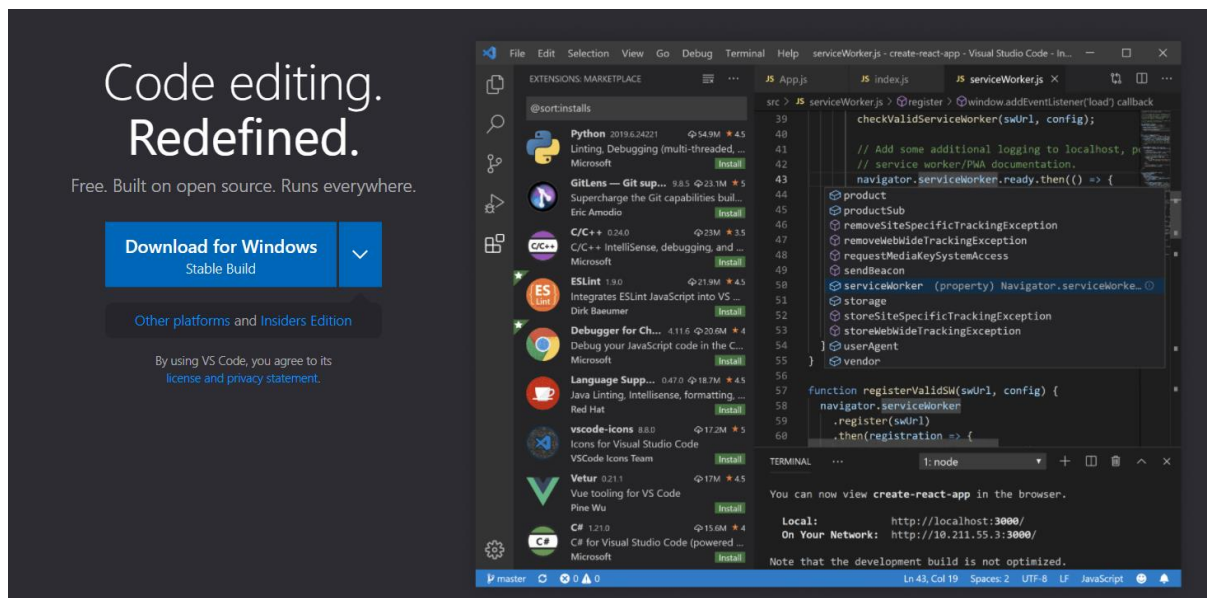 Code editing.
Redefined.
Free. Built on open source. Runs everywhere.
Download for Windows
Stable Build
Other platforms and Insiders Edition
By using VS Code, you agree to its
license and privacy statement.
File Edit Selection View Go Debug Terminal Help serviceWorker.js - create-react-app - Visual Studio Code - In...
EXTENSIONS: MARKETPLACE
@sort:installs
Python 2019.6.24221 54.9M ★ 4.5
Linting, Debugging (multi-threaded, ...
Microsoft Install
GitLens — Git sup... 9.8.5 23.1M ★ 5
Supercharge the Git capabilities buil...
Eric Amodio Install
C/C++ 0.24.0 23M ★ 3.5
C/C++ C/C++ IntelliSense, debugging, and ...
Microsoft Install
ESLint 1.9.0 21.9M ★ 4.5
ES Lint Integrates ESLint JavaScript into VS ...
Dirk Baeumer Install
Debugger for Ch... 4.11.6 20.6M ★ 4
Debug your JavaScript code in the C...
Microsoft Install
Language Supp... 0.47.0 18.7M ★ 4.5
Java Linting, Intellisense, formatting, ...
Red Hat Install
vscode-icons 8.8.0 17.2M ★ 5
Icons for Visual Studio Code
VSCode Icons Team Install
Vetur 0.21.1 17M ★ 4.5
Vue tooling for VS Code
Pine Wu Install
C# 1.21.0 15.6M ★ 4
C# C# for Visual Studio Code (powered ...
Microsoft Install
JS App.js JS index.js JS serviceWorker.js ×
src > JS serviceWorker.js > register > window.addEventListener('load') callback
39 checkValidServiceWorker(swUrl, config);
40
41 // Add some additional logging to localhost, p
42 // service worker/PWA documentation.
43 navigator.serviceWorker.ready.then(() => {
44 product
45 productSub
46 removeSiteSpecificTrackingException
47 removeWebWideTrackingException
48 requestMediaKeySystemAccess
49 sendBeacon
50 serviceWorker (property) Navigator.serviceWorke...
51 storage
52 storeSiteSpecificTrackingException
53 storeWebWideTrackingException
54 } userAgent
55 } vendor
56
57 function registerValidSW(swUrl, config) {
58 navigator.serviceWorker
59 .register(swUrl)
60 .then(registration => {
TERMINAL ... 1: node
You can now view create-react-app in the browser.
Local: http://localhost:3000/
On Your Network: http://10.211.55.3:3000/
Note that the development build is not optimized.
master 0 0 Ln 43, Col 19 Spaces: 2 UTF-8 LF JavaScript